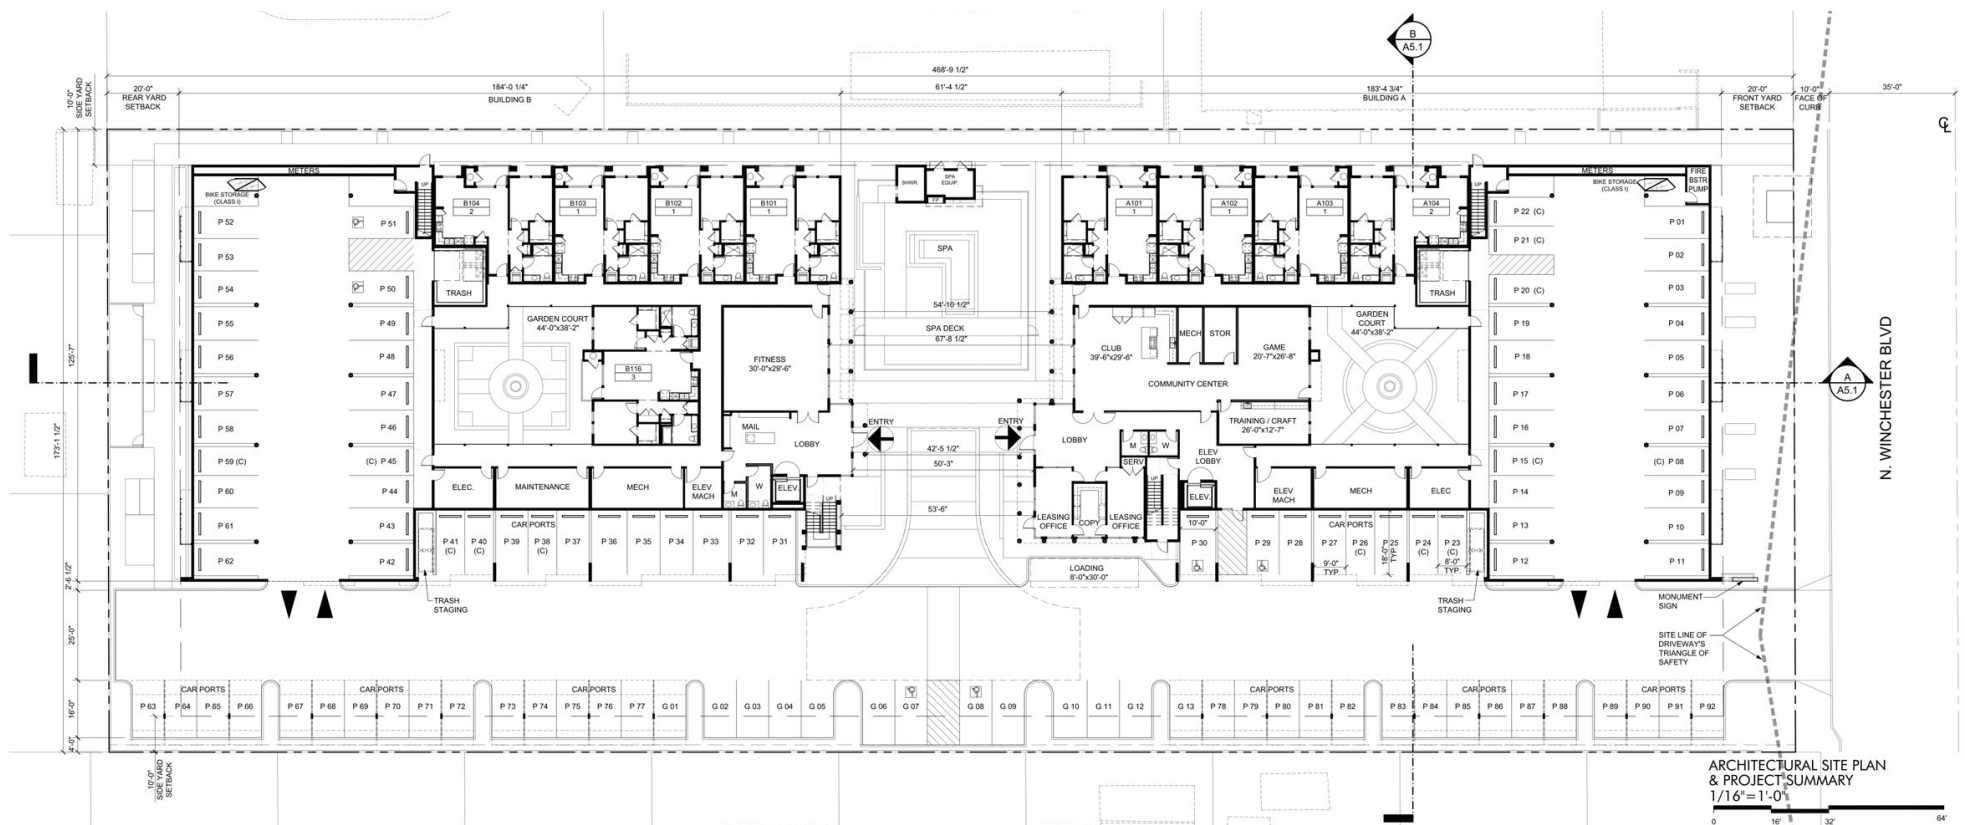 B
A5.1
468'-9 1/2"
10'-0"
SIDE YARD
SETBACK
20'-0"
REAR YARD
SETBACK
184'-0 1/4"
BUILDING B
61'-4 1/2"
183'-4 3/4"
BUILDING A
20'-0"
FRONT YARD
SETBACK
10'-0"
FACE OF
CURB
35'-0"
CL
METERS
BIKE STORAGE
(CLASS I)
UP
B104
2
B103
1
B102
1
B101
1
SHWR.
SPA
EQUIP.
FP
A101
1
A102
1
A103
1
A104
2
UP
METERS
BIKE STORAGE
(CLASS I)
FIRE
BSTR
PUMP
P 52
P 53
P 54
P 55
P 56
P 57
P 58
P 59 (C)
P 60
P 61
P 62
P 51
P 50
P 49
P 48
P 47
P 46
(C) P 45
P 44
P 43
P 42
TRASH
GARDEN COURT
44'-0"x38'-2"
B116
3
FITNESS
30'-0"x29'-6"
MAIL
LOBBY
ENTRY
SPA
54'-10 1/2"
SPA DECK
67'-8 1/2"
42'-5 1/2"
50'-3"
53'-6"
ENTRY
LOBBY
CLUB
39'-6"x29'-6"
MECH
STOR
GAME
20'-7"x26'-8"
COMMUNITY CENTER
TRAINING / CRAFT
26'-0"x12'-7"
GARDEN
COURT
44'-0"x38'-2"
TRASH
M
W
SERV
ELEV
LOBBY
UP
ELEV.
LEASING
OFFICE
COPY
LEASING
OFFICE
ELEV
MACH
MECH
ELEC
ELEC.
MAINTENANCE
MECH
ELEV
MACH
M
W
ELEV
UP
P 22 (C)
P 21 (C)
P 20 (C)
P 19
P 18
P 17
P 16
P 15 (C)
P 14
P 13
P 12
P 01
P 02
P 03
P 04
P 05
P 06
P 07
(C) P 08
P 09
P 10
P 11
A
A5.1
N. WINCHESTER BLVD
125'-7"
173'-1 1/2"
2'-6 1/2"
25'-0"
16'-0"
4'-0"
CAR PORTS
P 41
(C)
P 40
(C)
P 39
P 38
(C)
P 37
P 36
P 35
P 34
P 33
P 32
P 31
10'-0"
P 30
P 29
P 28
CAR PORTS
P 27
P 26
(C)
P 25
P 24
(C)
P 23
(C)
9'-0"
TYP.
18'-0"
TYP.
8'-0"
TYP.
LOADING
8'-0"x30'-0"
TRASH
STAGING
TRASH
STAGING
MONUMENT
SIGN
SITE LINE OF
DRIVEWAY'S
TRIANGLE OF
SAFETY
CAR PORTS
CAR PORTS
CAR PORTS
CAR PORTS
CAR PORTS
CAR PORTS
P 63 P 64 P 65 P 66 P 67 P 68 P 69 P 70 P 71 P 72 P 73 P 74 P 75 P 76 P 77 G 01 G 02 G 03 G 04 G 05 G 06 G 07 G 08 G 09 G 10 G 11 G 12 G 13 P 78 P 79 P 80 P 81 P 82 P 83 P 84 P 85 P 86 P 87 P 88 P 89 P 90 P 91 P 92
10'-0"
SIDE YARD
SETBACK
ARCHITECTURAL SITE PLAN
& PROJECT SUMMARY
1/16"=1'-0"
0 16' 32' 64'